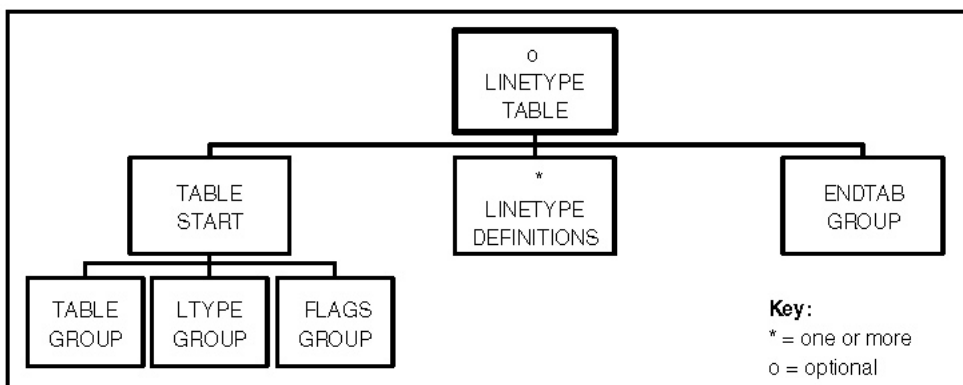 o
LINETYPE
TABLE
TABLE
START
*
LINETYPE
DEFINITIONS
ENDTAB
GROUP
TABLE
GROUP
LTYPE
GROUP
FLAGS
GROUP
Key:
* = one or more
o = optional